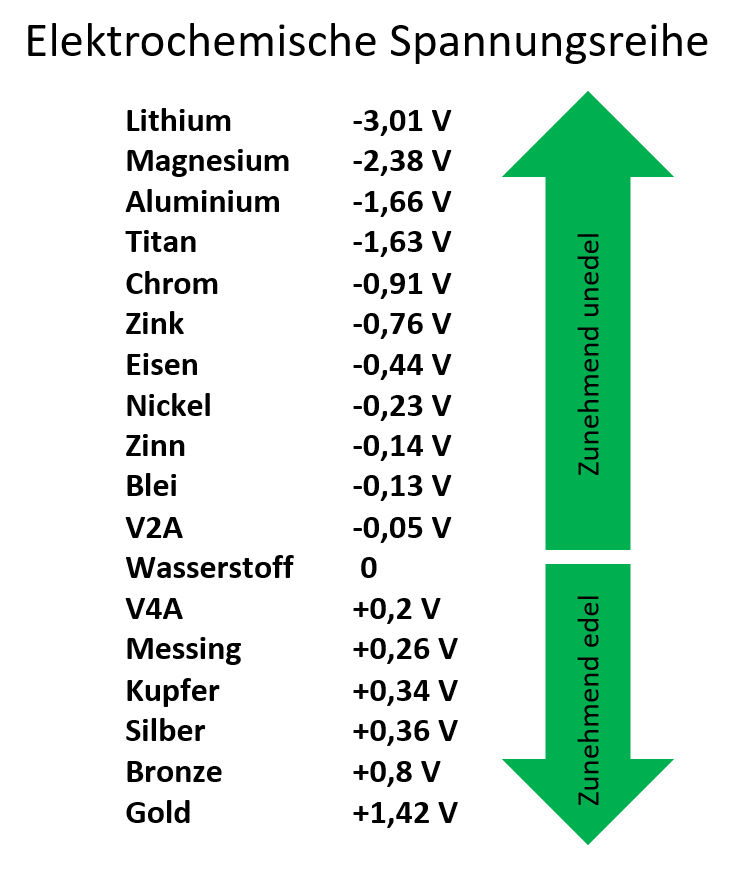 Elektrochemische Spannungsreihe
Lithium -3,01 V
Magnesium -2,38 V
Aluminium -1,66 V
Titan -1,63 V
Chrom -0,91 V
Zink -0,76 V
Eisen -0,44 V
Nickel -0,23 V
Zinn -0,14 V
Blei -0,13 V
V2A -0,05 V
Wasserstoff 0
V4A +0,2 V
Messing +0,26 V
Kupfer +0,34 V
Silber +0,36 V
Bronze +0,8 V
Gold +1,42 V
Zunehmend unedel
Zunehmend edel